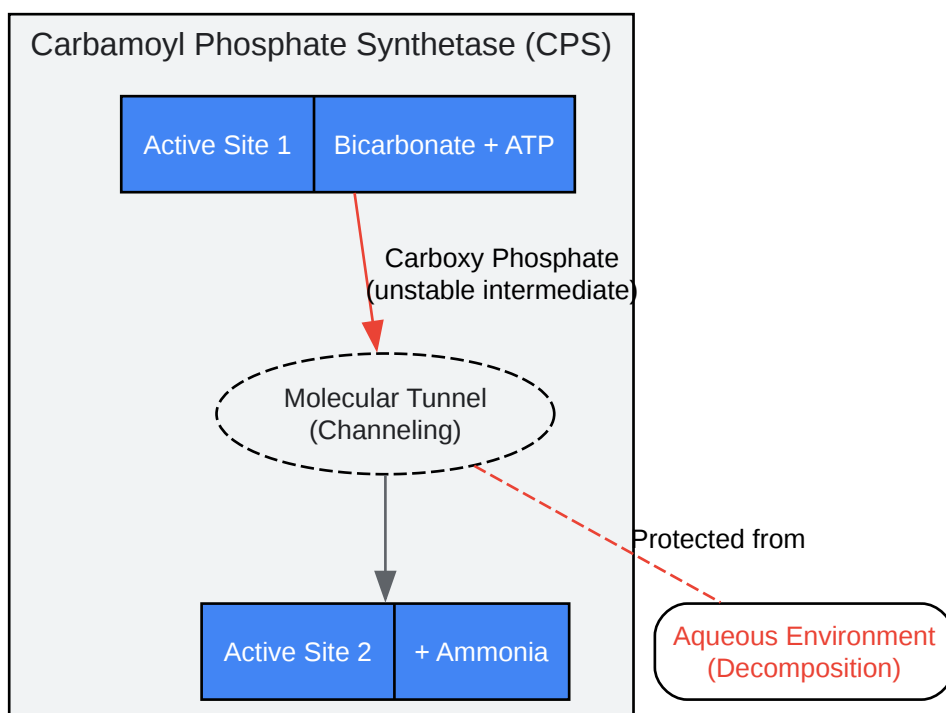 Carbamoyl Phosphate Synthetase (CPS)
Active Site 1
Bicarbonate + ATP
Carboxy Phosphate
(unstable intermediate)
Molecular Tunnel
(Channeling)
Protected from
Active Site 2
+ Ammonia
Aqueous Environment
(Decomposition)